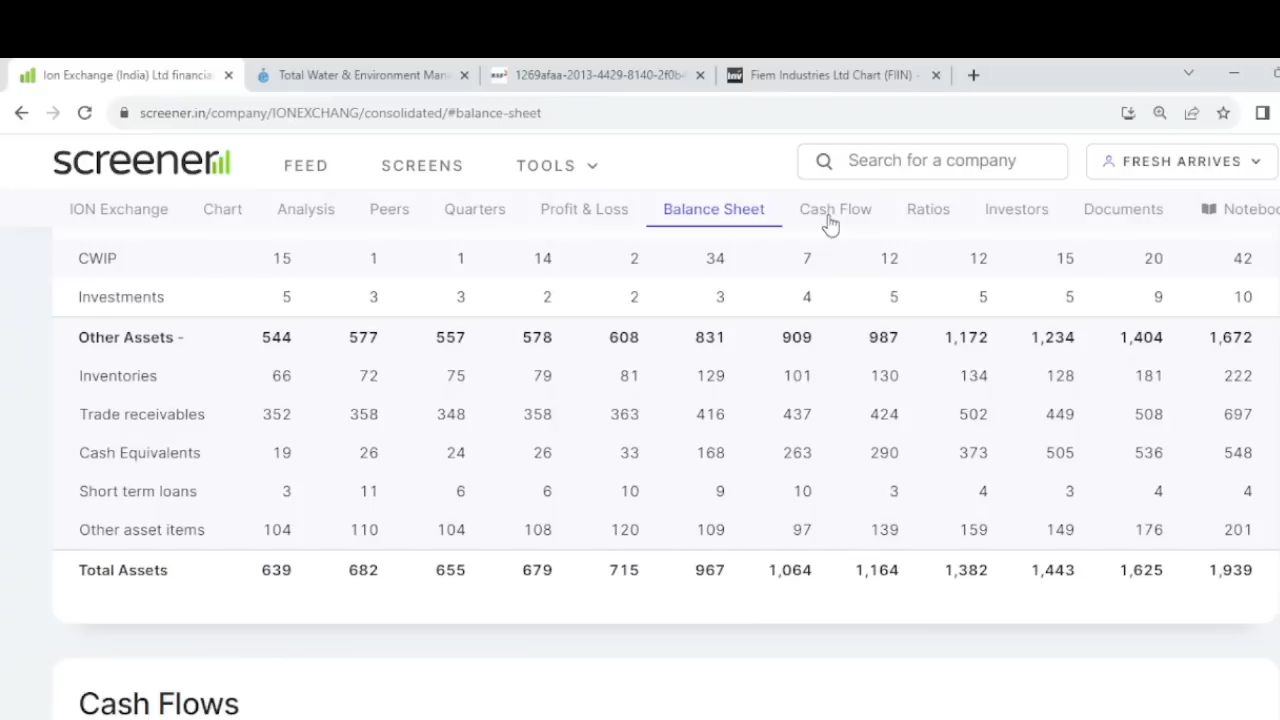 Ion Exchange (India) Ltd financia
Total Water & Environment Man
1269afaa-2013-4429-8140-2f0b
Fiem Industries Ltd Chart (FIIN) -
screener.in/company/IONEXCHANG/consolidated/#balance-sheet
screener
FEED
SCREENS
TOOLS
Search for a company
FRESH ARRIVES
ION Exchange
Chart
Analysis
Peers
Quarters
Profit & Loss
Balance Sheet
Cash Flow
Ratios
Investors
Documents
Noteboo
CWIP 15 1 1 14 2 34 7 12 12 15 20 42
Investments 5 3 3 2 2 3 4 5 5 5 9 10
Other Assets - 544 577 557 578 608 831 909 987 1,172 1,234 1,404 1,672
Inventories 66 72 75 79 81 129 101 130 134 128 181 222
Trade receivables 352 358 348 358 363 416 437 424 502 449 508 697
Cash Equivalents 19 26 24 26 33 168 263 290 373 505 536 548
Short term loans 3 11 6 6 10 9 10 3 4 3 4 4
Other asset items 104 110 104 108 120 109 97 139 159 149 176 201
Total Assets 639 682 655 679 715 967 1,064 1,164 1,382 1,443 1,625 1,939
Cash Flows